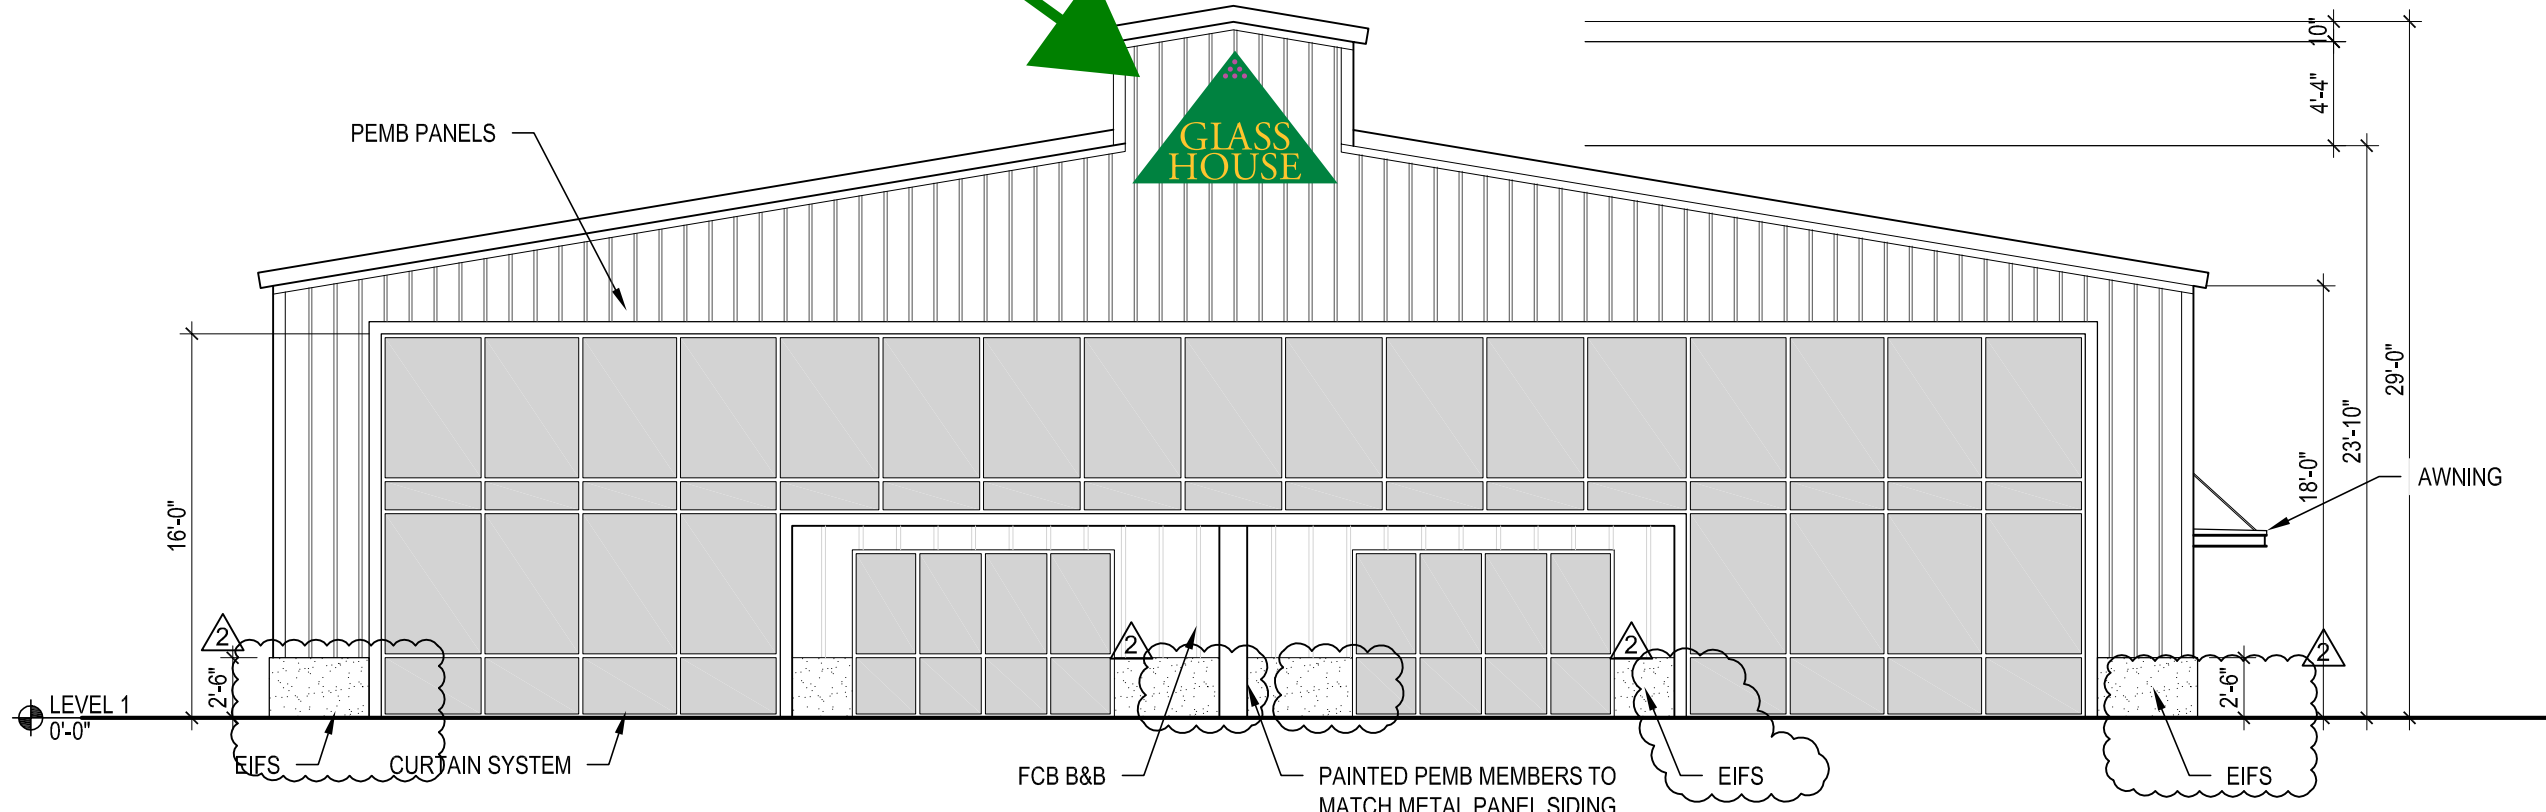 10"
4'-4"
PEMB PANELS
GLASS
HOUSE
29'-0"
23'-10"
18'-0"
AWNING
16'-0"
2
2
2
2
2'-6"
2'-6"
LEVEL 1
0'-0"
EIFS
CURTAIN SYSTEM
FCB B&B
PAINTED PEMB MEMBERS TO
MATCH METAL PANEL SIDING
EIFS
EIFS